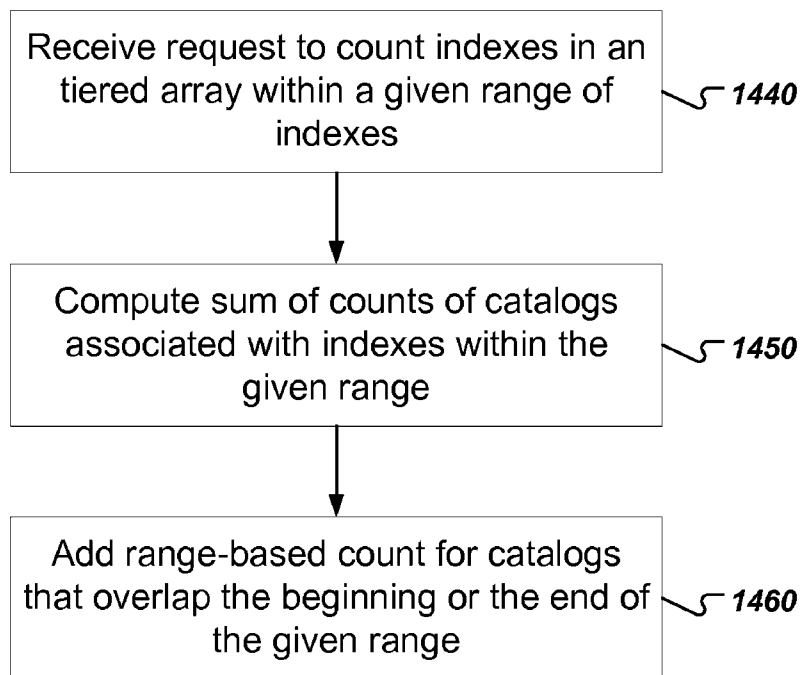 Receive request to count indexes in an
tiered array within a given range of
indexes
1440
Compute sum of counts of catalogs
associated with indexes within the
given range
1450
Add range-based count for catalogs
that overlap the beginning or the end of
the given range
1460